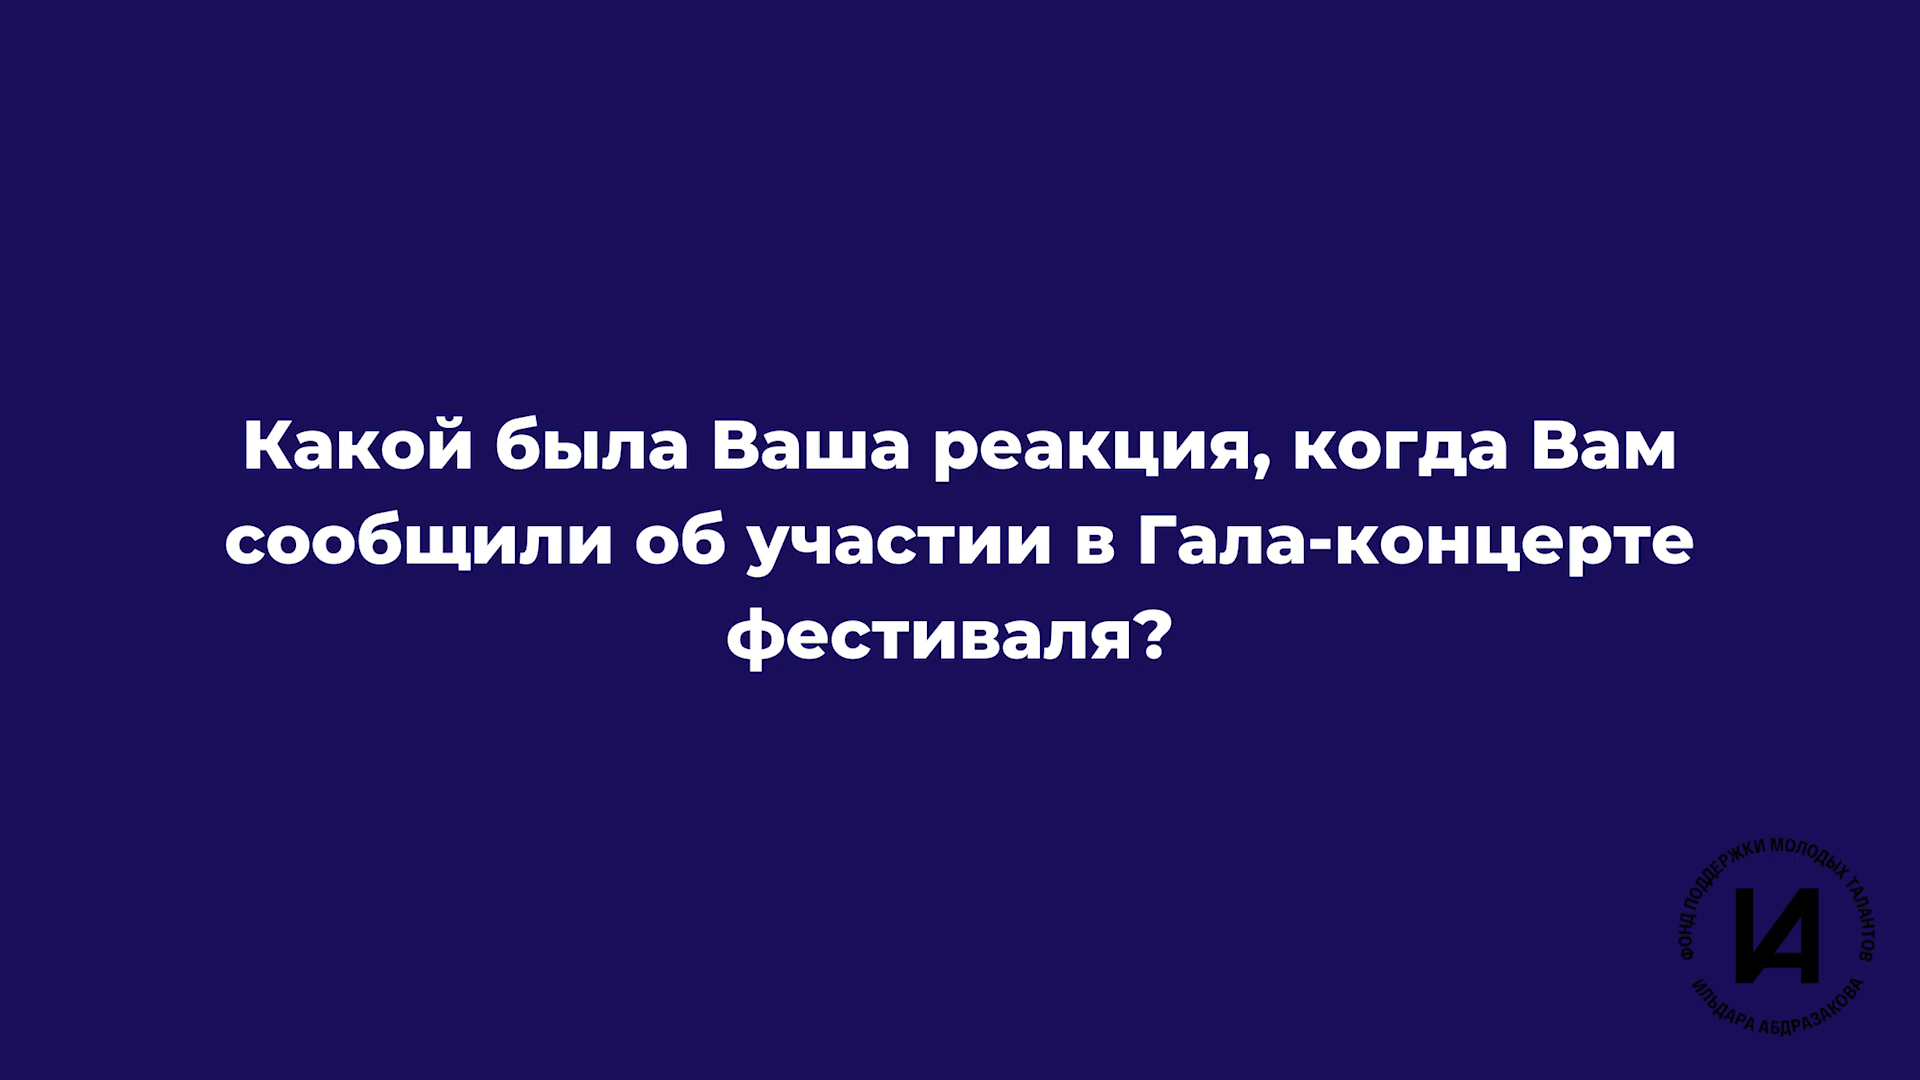 Какой была Ваша реакция, когда Вам
сообщили об участии в Гала-концерте
фестиваля?
ФОНД ПОДДЕРЖКИ МОЛОДЫХ ТАЛАНТОВ
ИА
ИЛЬДАРА АБДРАЗАКОВА